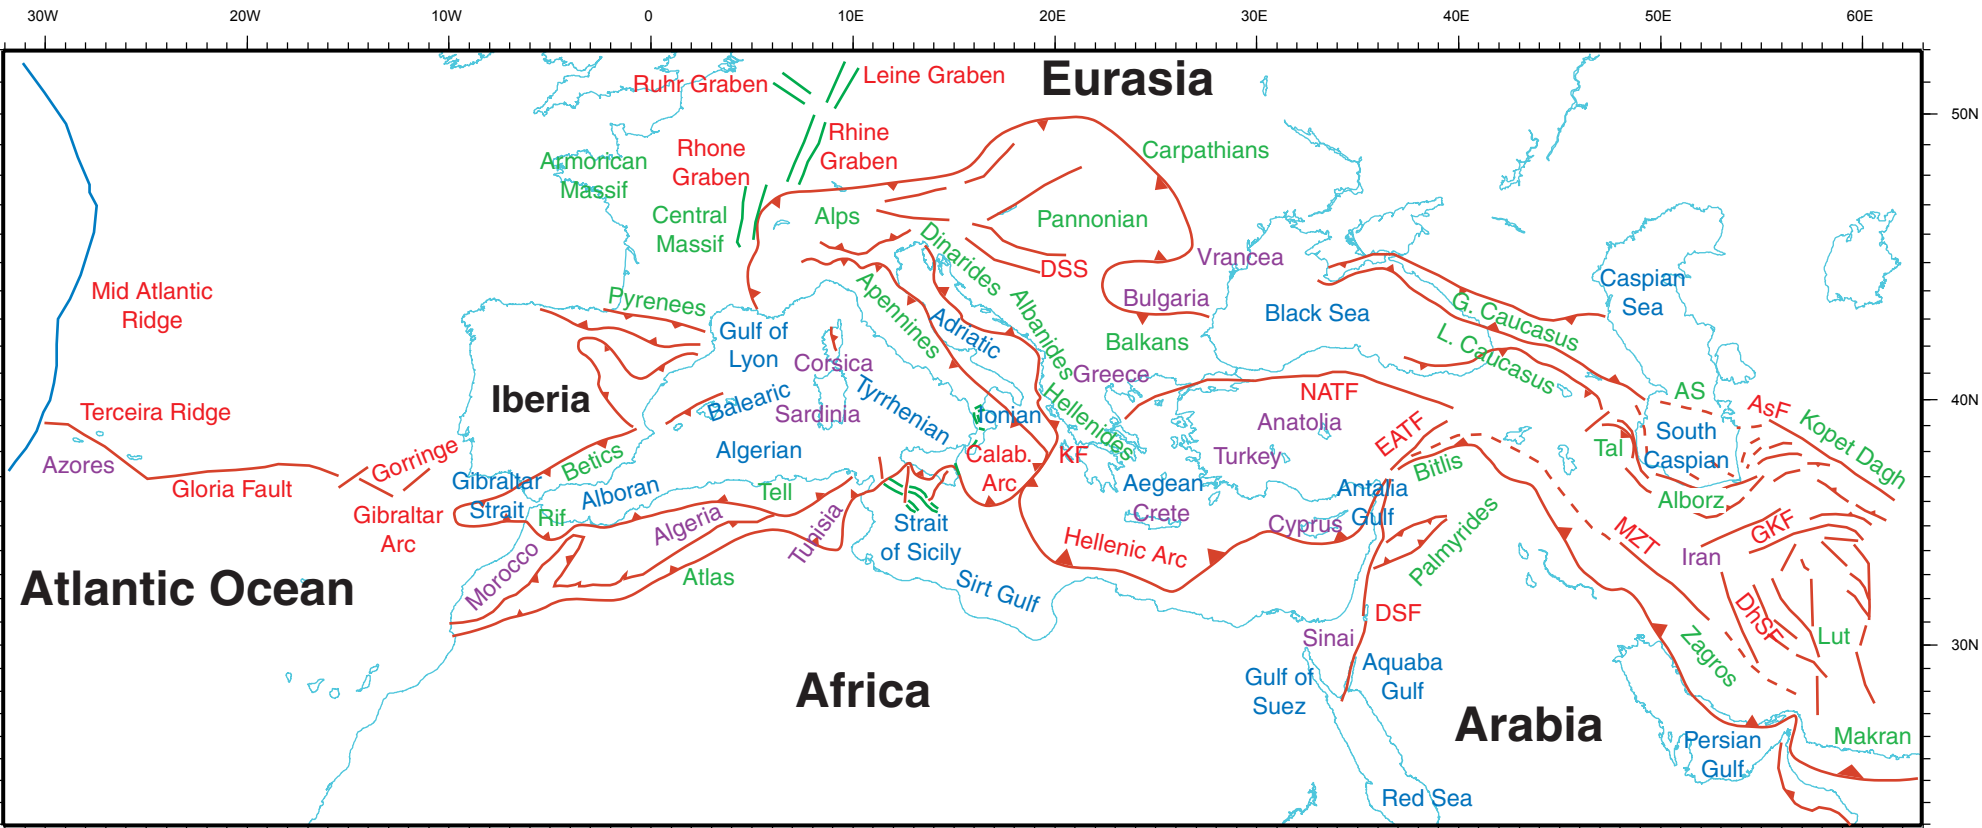 30W
20W
10W
0
10E
20E
30E
40E
50E
60E
50N
40N
30N
Eurasia
Ruhr Graben
Leine Graben
Rhine
Graben
Rhone
Graben
Armorican
Massif
Central
Massif
Alps
Carpathians
Pannonian
Dinarides
DSS
Vrancea
Bulgaria
Balkans
Black Sea
Caspian
Sea
G. Caucasus
L. Caucasus
Mid Atlantic
Ridge
Pyrenees
Gulf of
Lyon
Apennines
Adriatic
Albanides
Corsica
Greece
Iberia
Balearic
Sardinia
Tyrrhenian
Ionian
Hellenides
NATF
Anatolia
EATF
AS
AsF
Kopet Dagh
South
Caspian
Tal
Terceira Ridge
Azores
Gloria Fault
Gorringe
Gibraltar
Strait
Betics
Algerian
Calab.
Arc
KF
Turkey
Bitlis
Alborz
Gibraltar
Arc
Rif
Alboran
Tell
Algeria
Tunisia
Strait
of Sicily
Aegean
Crete
Antalia
Gulf
Cyprus
Palmyrides
MZT
Iran
GKF
Hellenic Arc
Morocco
Atlas
Sirt Gulf
Atlantic Ocean
DSF
Sinai
DhSF
Lut
Zagros
Africa
Gulf of
Suez
Aquaba
Gulf
Arabia
Persian
Gulf
Makran
Red Sea